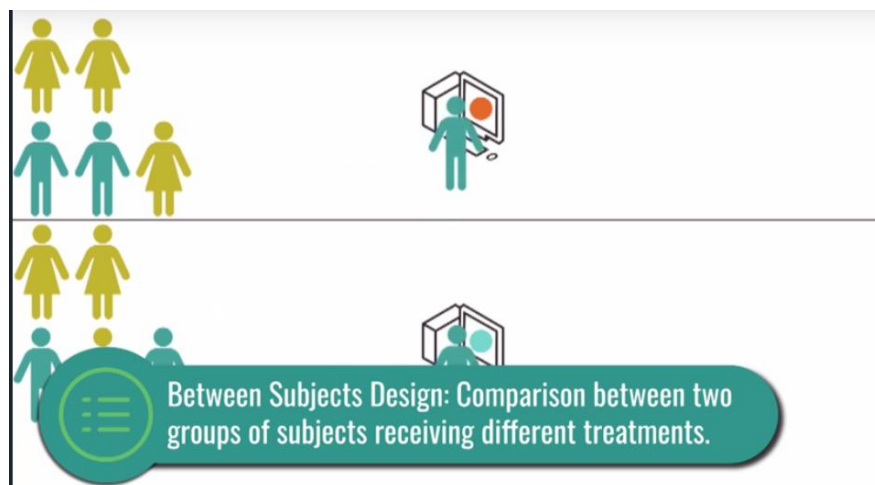 Between Subjects Design: Comparison between two
groups of subjects receiving different treatments.